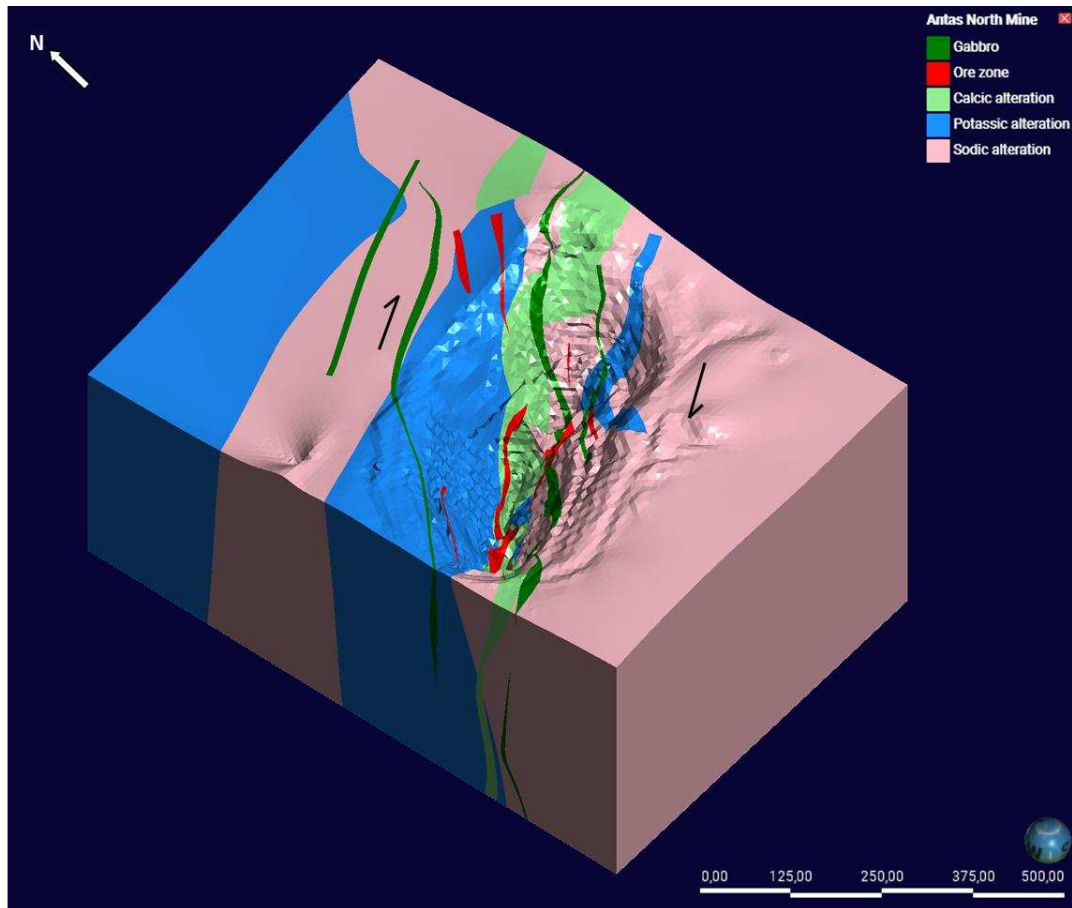 N
Antas North Mine
Gabbro
Ore zone
Calcic alteration
Potassic alteration
Sodic alteration
0,00 125,00 250,00 375,00 500,00